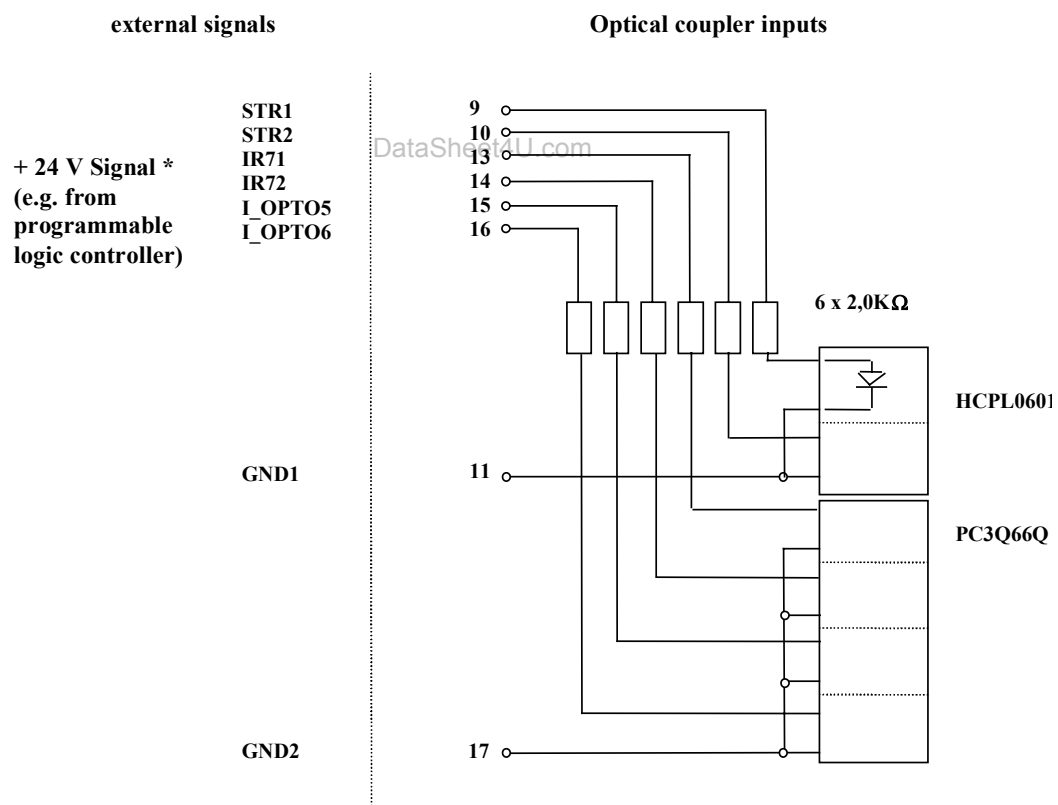 external signals
Optical coupler inputs
STR1
STR2
IR71
IR72
I_OPTO5
I_OPTO6
+ 24 V Signal *
(e.g. from
programmable
logic controller)
9
10
13
14
15
16
DataSheet4U.com
6 x 2,0KΩ
HCPL0601
GND1
11
PC3Q66Q
GND2
17